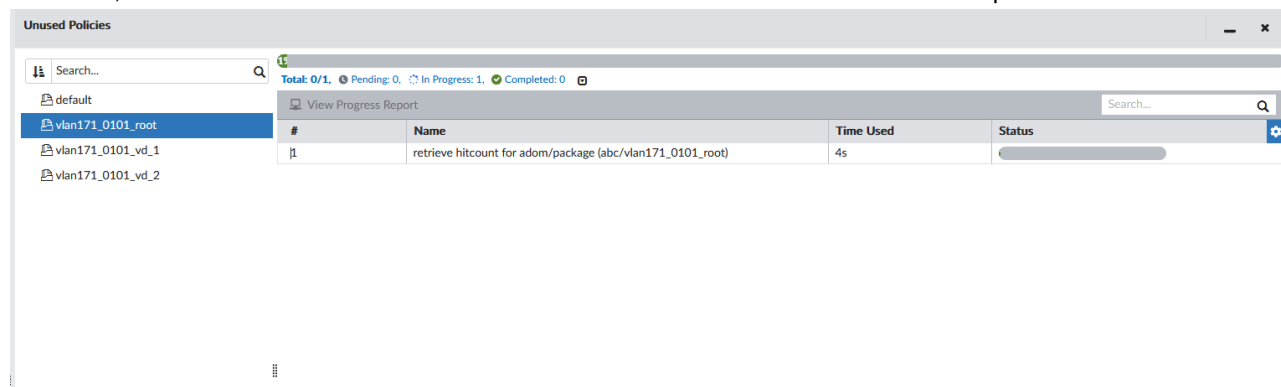 Unused Policies
Search...
default
vlan171_0101_root
vlan171_0101_vd_1
vlan171_0101_vd_2
Total: 0/1, Pending: 0, In Progress: 1, Completed: 0
View Progress Report
Search...
# Name Time Used Status
1 retrieve hitcount for adom/package (abc/vlan171_0101_root) 4s